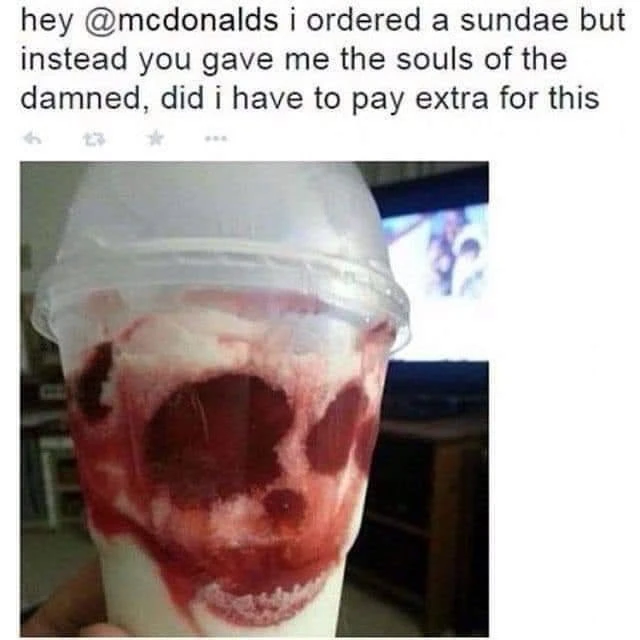 hey @mcdonalds i ordered a sundae but
instead you gave me the souls of the
damned, did i have to pay extra for this